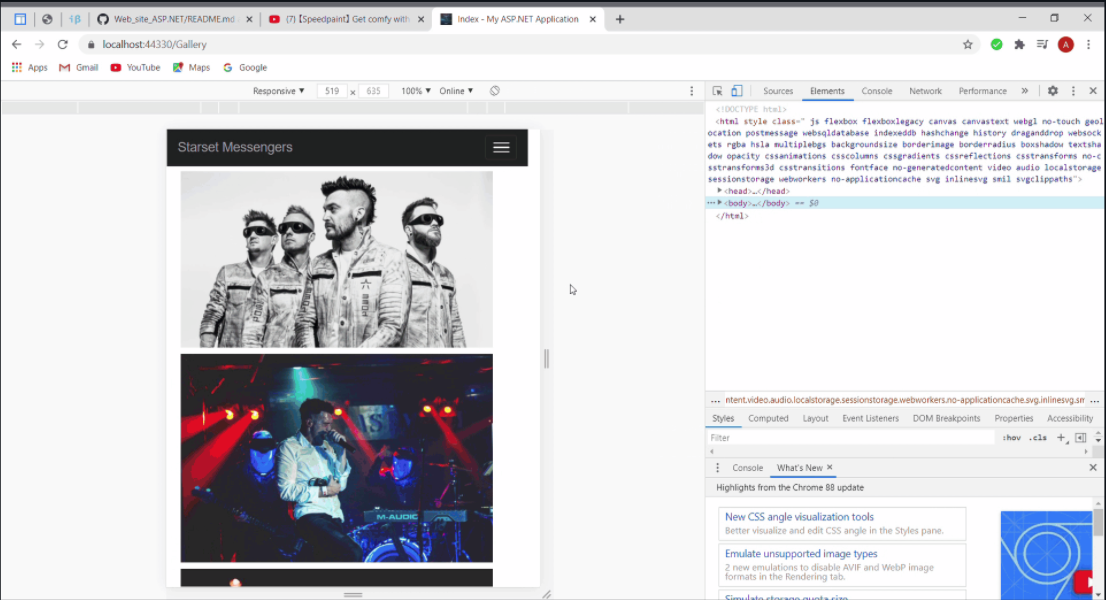 Web_site_ASP.NET/README.md
(7) [Speedpaint] Get comfy with
Index - My ASP.NET Application
localhost:44330/Gallery
A
Apps Gmail YouTube Maps Google
Responsive 519 x 635 100% Online
Sources Elements Console Network Performance
<!DOCTYPE html>
<html style class=" js flexbox flexboxlegacy canvas canvastext webgl no-touch geol
ocation postmessage websqldatabase indexeddb hashchange history draganddrop websock
ets rgba hsla multiplebgs backgroundsize borderimage borderradius boxshadow textsha
dow opacity cssanimations csscolumns cssgradients cssreflections csstransforms no-c
sstransforms3d csstransitions fontface no-generatedcontent video audio localstorage
sessionstorage webworkers no-applicationcache svg inlinesvg smil svgclippaths">
<head>…</head>
<body>…</body> == $0
</html>
Starset Messengers
M-AUDIO
... ntent.video.audio.localstorage.sessionstorage.webworkers.no-applicationcache.svg.inlinesvg.sm ...
Styles Computed Layout Event Listeners DOM Breakpoints Properties Accessibility
Filter :hov .cls +
Console What's New
Highlights from the Chrome 88 update
New CSS angle visualization tools
Better visualize and edit CSS angle in the Styles pane.
Emulate unsupported image types
2 new emulations to disable AVIF and WebP image
formats in the Rendering tab.
Simulate storage quota size